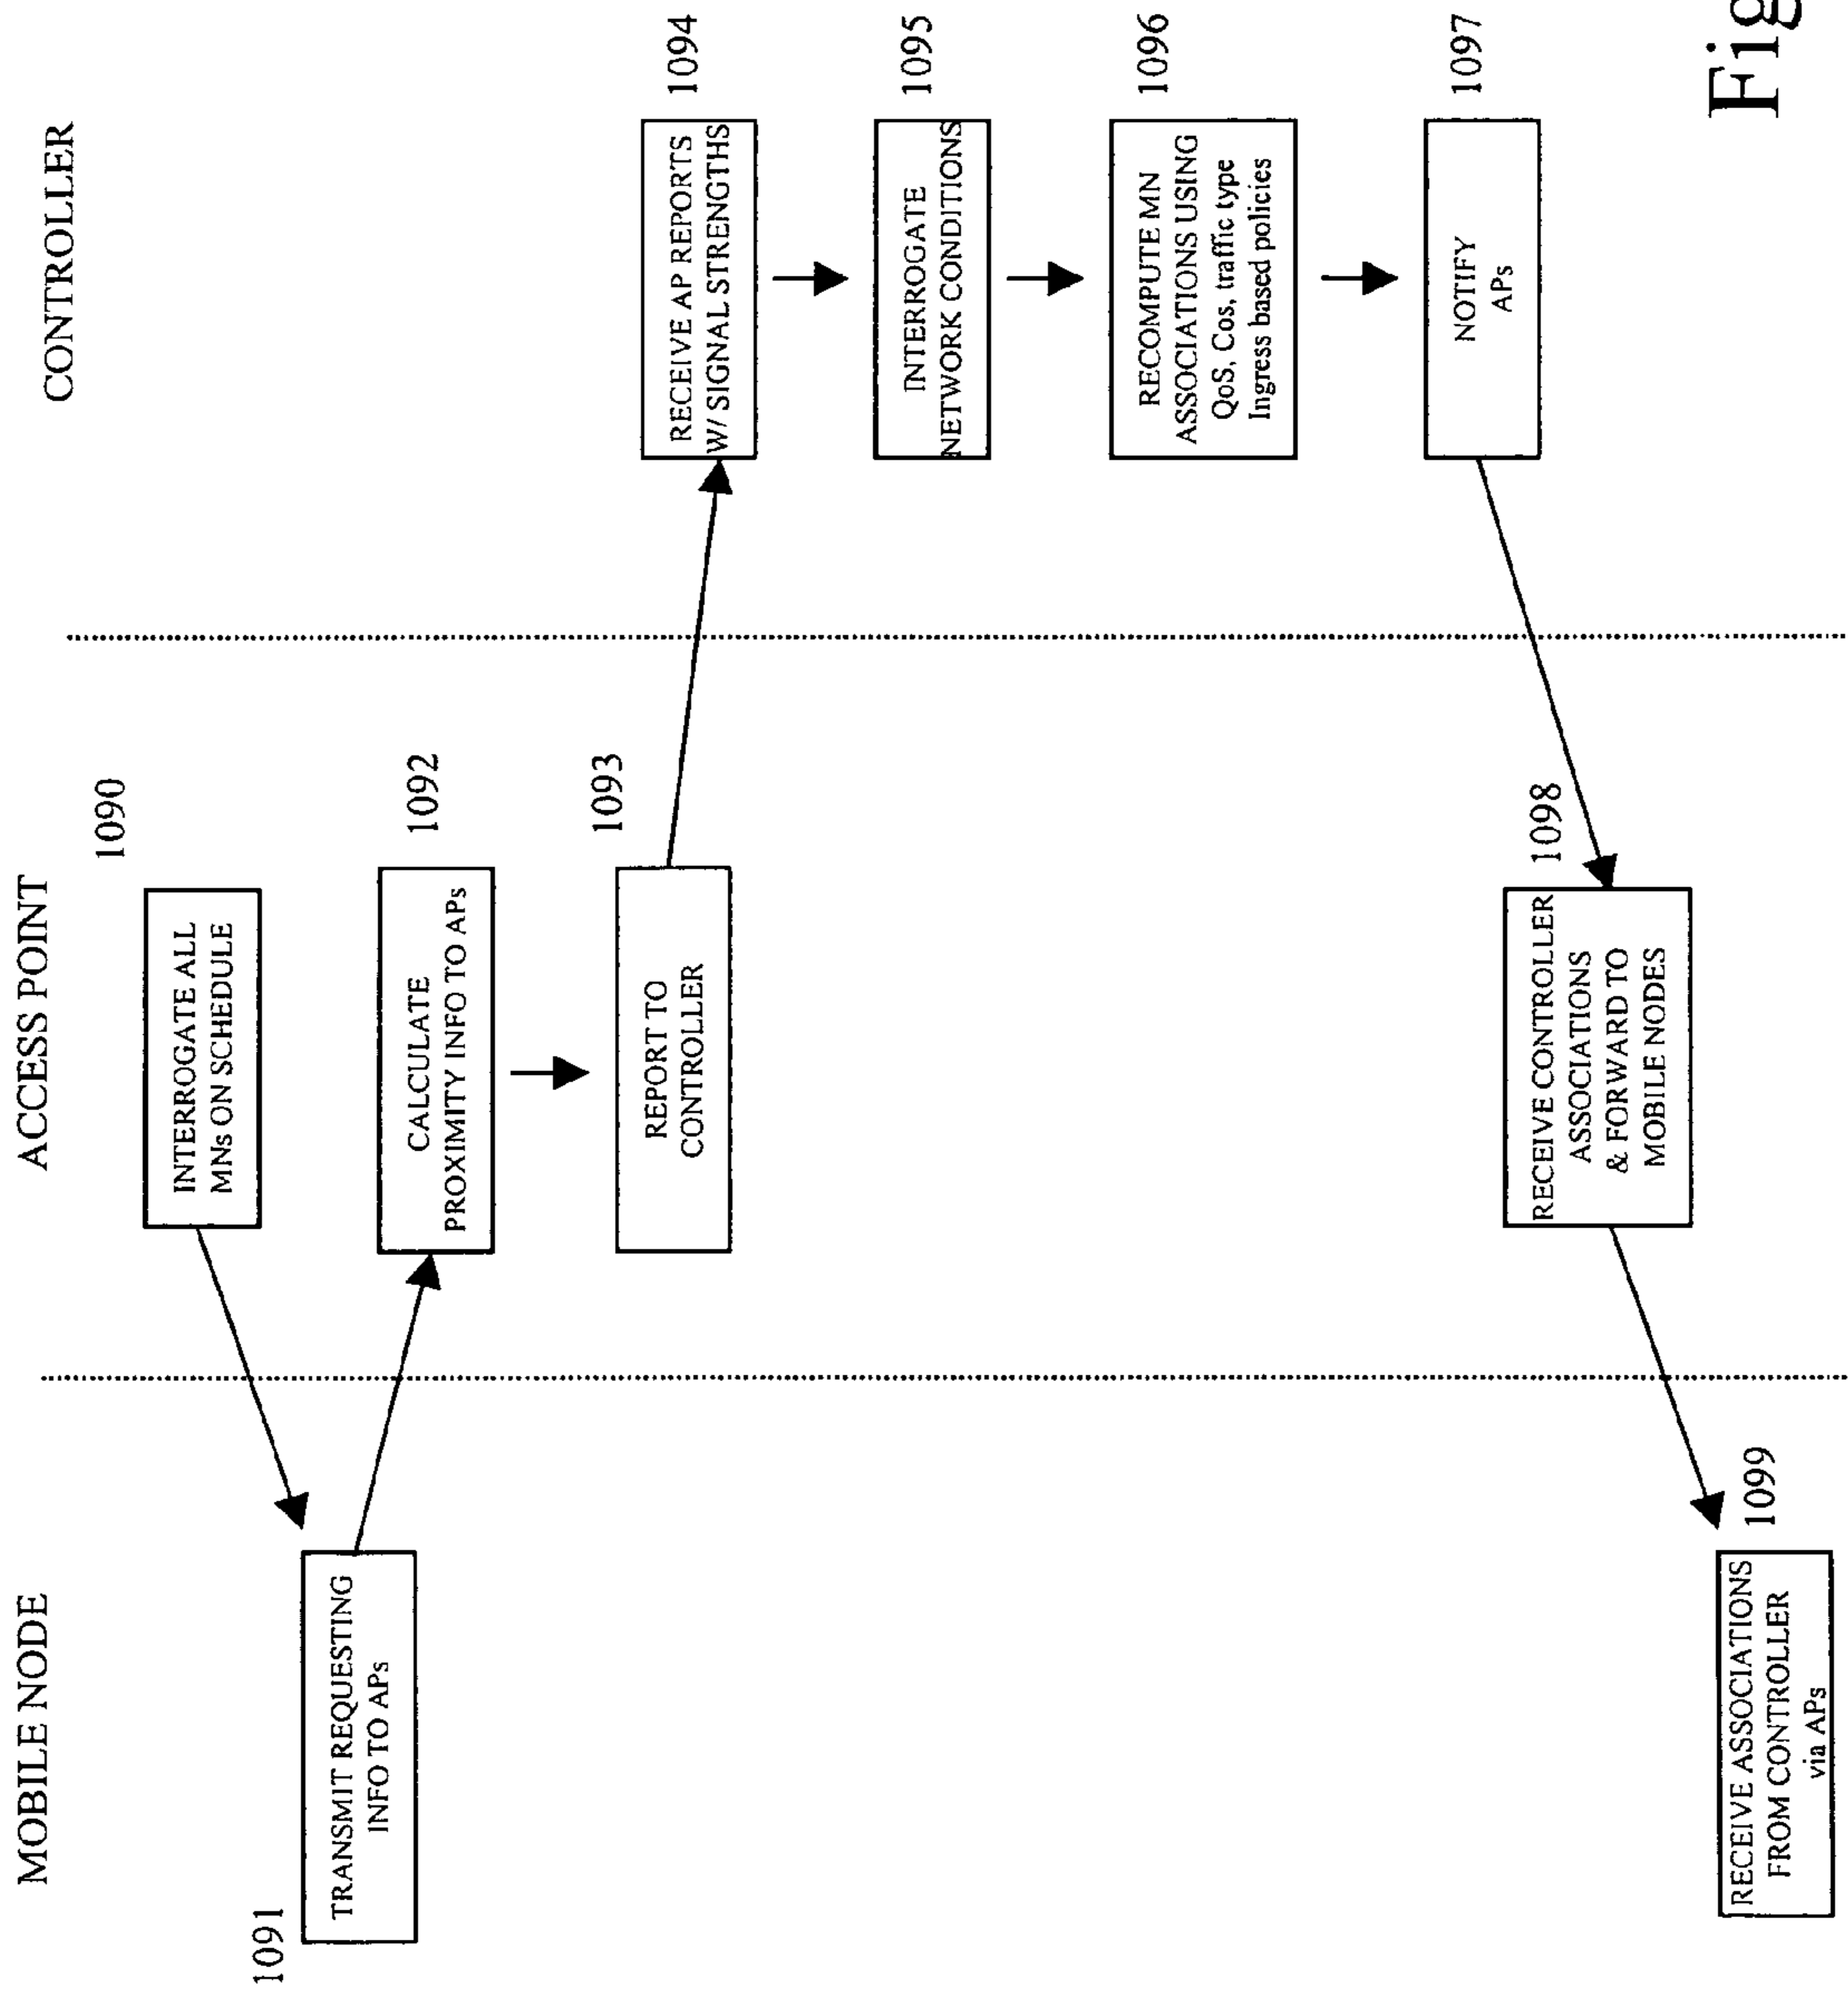 MOBILE NODE
ACCESS POINT
CONTROLLER
1090
INTERROGATE ALL
MNs ON SCHEDULE
1091
TRANSMIT REQUESTING
INFO TO APs
1092
CALCULATE
PROXIMITY INFO TO APs
1093
REPORT TO
CONTROLLER
1094
RECEIVE AP REPORTS
W/ SIGNAL STRENGTHS
1095
INTERROGATE
NETWORK CONDITIONS
1096
RECOMPUTE MN
ASSOCIATIONS USING
QoS, Cos, traffic type
Ingress based policies
1097
NOTIFY
APs
1098
RECEIVE CONTROLLER
ASSOCIATIONS
& FORWARD TO
MOBILE NODES
1099
RECEIVE ASSOCIATIONS
FROM CONTROLLER
via APs
Fig